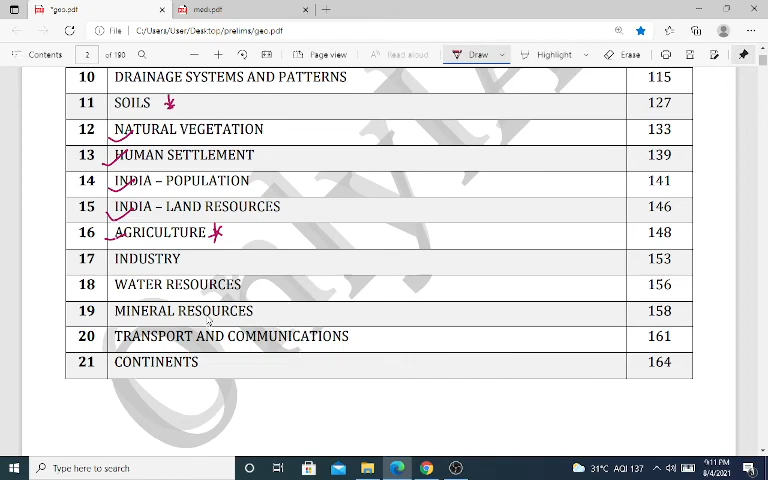 *geo.pdf
medi.pdf
File C:/Users/User/Desktop/prelims/geo.pdf
Contents 2 of 190 Page view Read aloud Draw Highlight Erase
10 DRAINAGE SYSTEMS AND PATTERNS 115
11 SOILS 127
12 NATURAL VEGETATION 133
13 HUMAN SETTLEMENT 139
14 INDIA – POPULATION 141
15 INDIA – LAND RESOURCES 146
16 AGRICULTURE 148
17 INDUSTRY 153
18 WATER RESOURCES 156
19 MINERAL RESOURCES 158
20 TRANSPORT AND COMMUNICATIONS 161
21 CONTINENTS 164
OnlyIA
Type here to search
31°C AQI 137
9:11 PM
8/4/2021